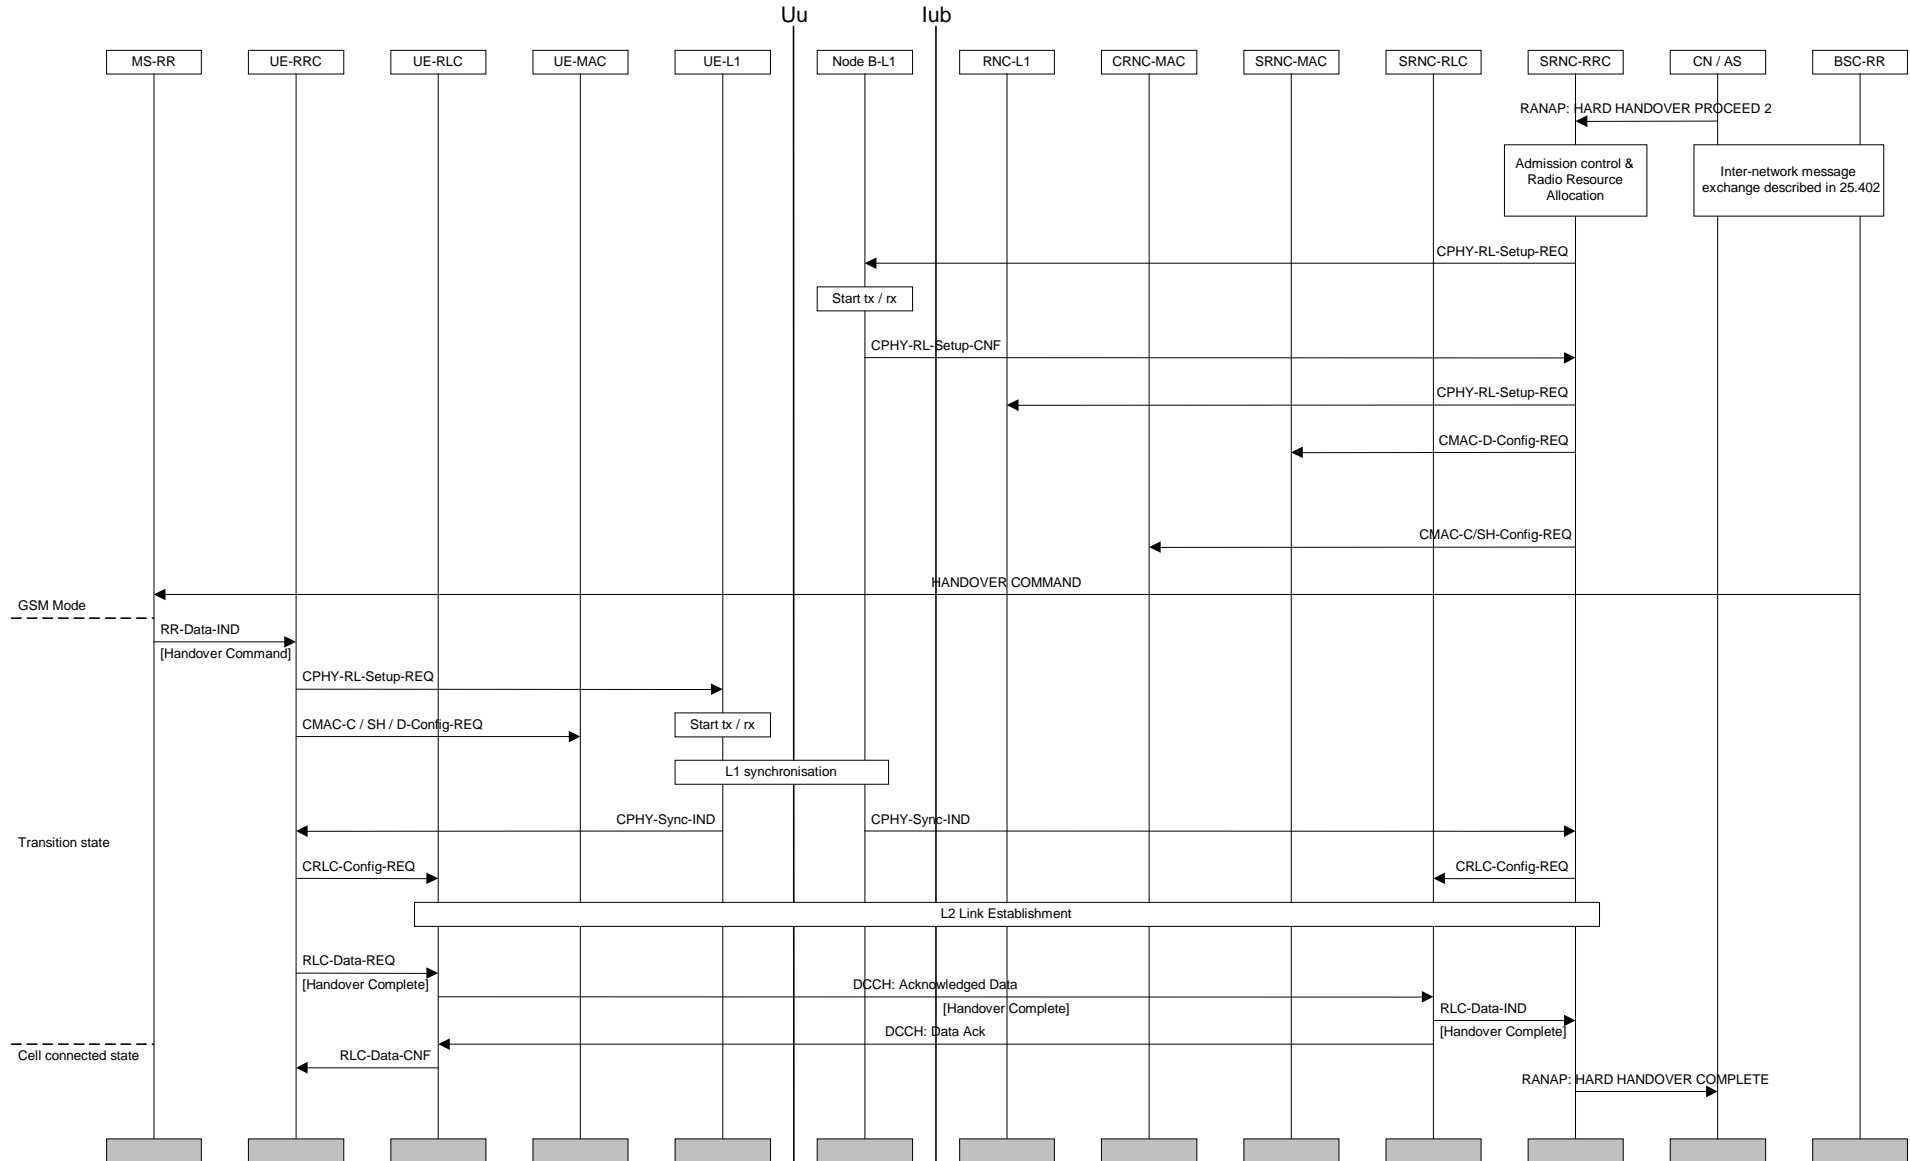 Uu
Iub
MS-RR
UE-RRC
UE-RLC
UE-MAC
UE-L1
Node B-L1
RNC-L1
CRNC-MAC
SRNC-MAC
SRNC-RLC
SRNC-RRC
CN / AS
BSC-RR
RANAP: HARD HANDOVER PROCEED 2
Admission control &
Radio Resource
Allocation
Inter-network message
exchange described in 25.402
CPHY-RL-Setup-REQ
Start tx / rx
CPHY-RL-Setup-CNF
CPHY-RL-Setup-REQ
CMAC-D-Config-REQ
CMAC-C/SH-Config-REQ
HANDOVER COMMAND
GSM Mode
RR-Data-IND
[Handover Command]
CPHY-RL-Setup-REQ
CMAC-C / SH / D-Config-REQ
Start tx / rx
L1 synchronisation
CPHY-Sync-IND
CPHY-Sync-IND
Transition state
CRLC-Config-REQ
CRLC-Config-REQ
L2 Link Establishment
RLC-Data-REQ
[Handover Complete]
DCCH: Acknowledged Data
[Handover Complete]
RLC-Data-IND
[Handover Complete]
DCCH: Data Ack
Cell connected state
RLC-Data-CNF
RANAP: HARD HANDOVER COMPLETE